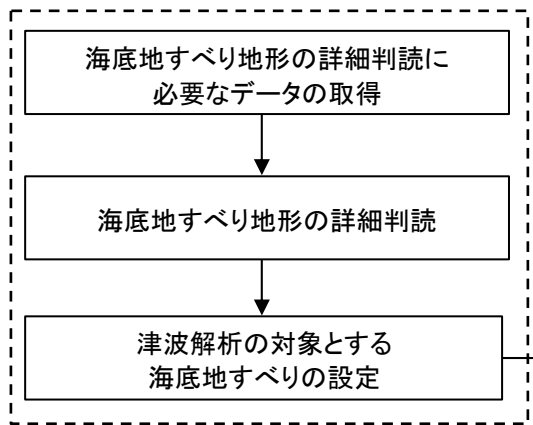 海底地すべり地形の詳細判読に
必要なデータの取得
海底地すべり地形の詳細判読
津波解析の対象とする
海底地すべりの設定